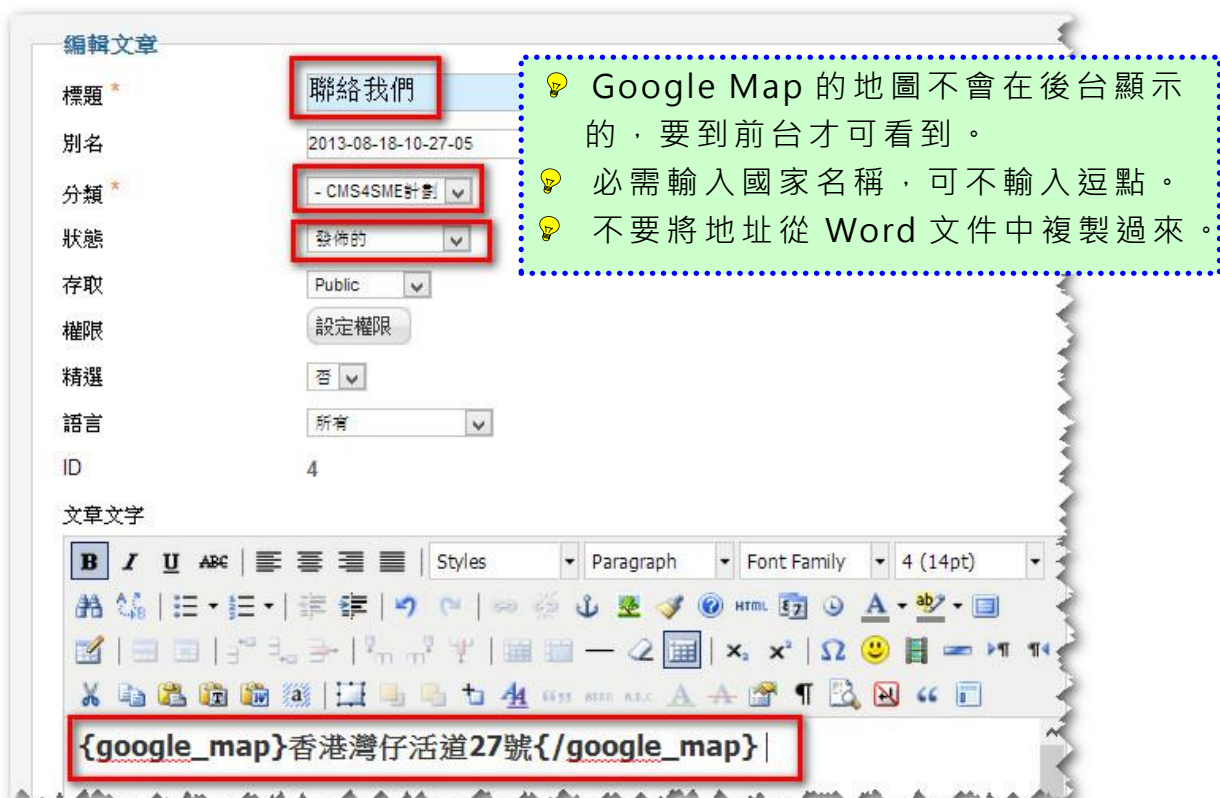 編輯文章
標題 * 聯絡我們
別名 2013-08-18-10-27-05
分類 * - CMS4SME計劃
狀態 發佈的
存取 Public
權限 設定權限
精選 否
語言 所有
ID 4
Google Map 的地圖不會在後台顯示
的，要到前台才可看到。
必需輸入國家名稱，可不輸入逗點。
不要將地址從 Word 文件中複製過來。
文章文字
B I U ABC Styles Paragraph Font Family 4 (14pt)
HTML A ab
x₂ x² Ω ¶ ¶
A A.B.C. A A ¶
{google_map}香港灣仔活道27號{/google_map}